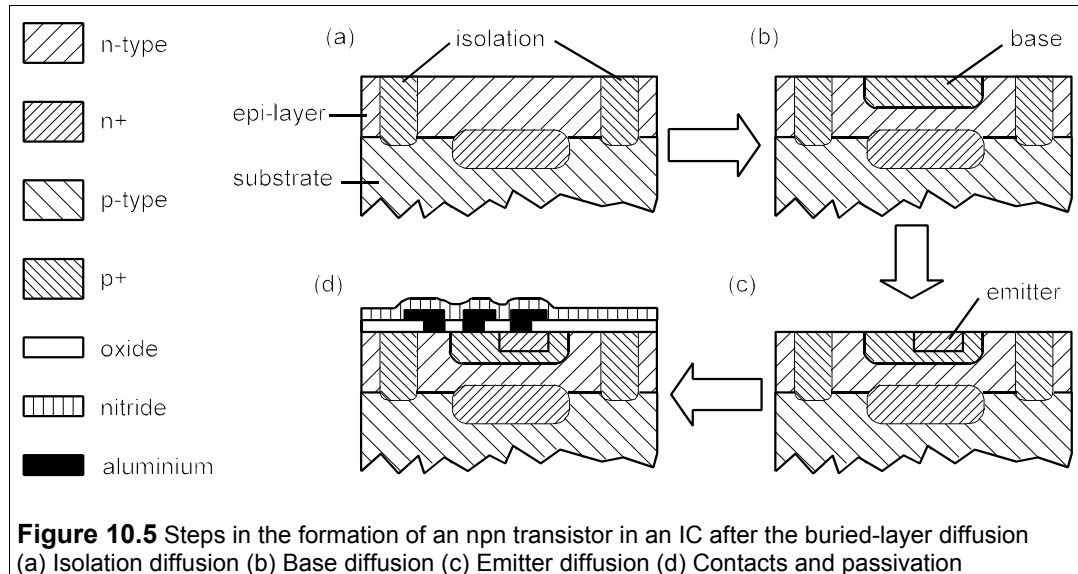 n-type
n+
p-type
p+
oxide
nitride
aluminium
(a)
isolation
epi-layer
substrate
(b)
base
(d)
(c)
emitter
Figure 10.5 Steps in the formation of an npn transistor in an IC after the buried-layer diffusion
(a) Isolation diffusion (b) Base diffusion (c) Emitter diffusion (d) Contacts and passivation